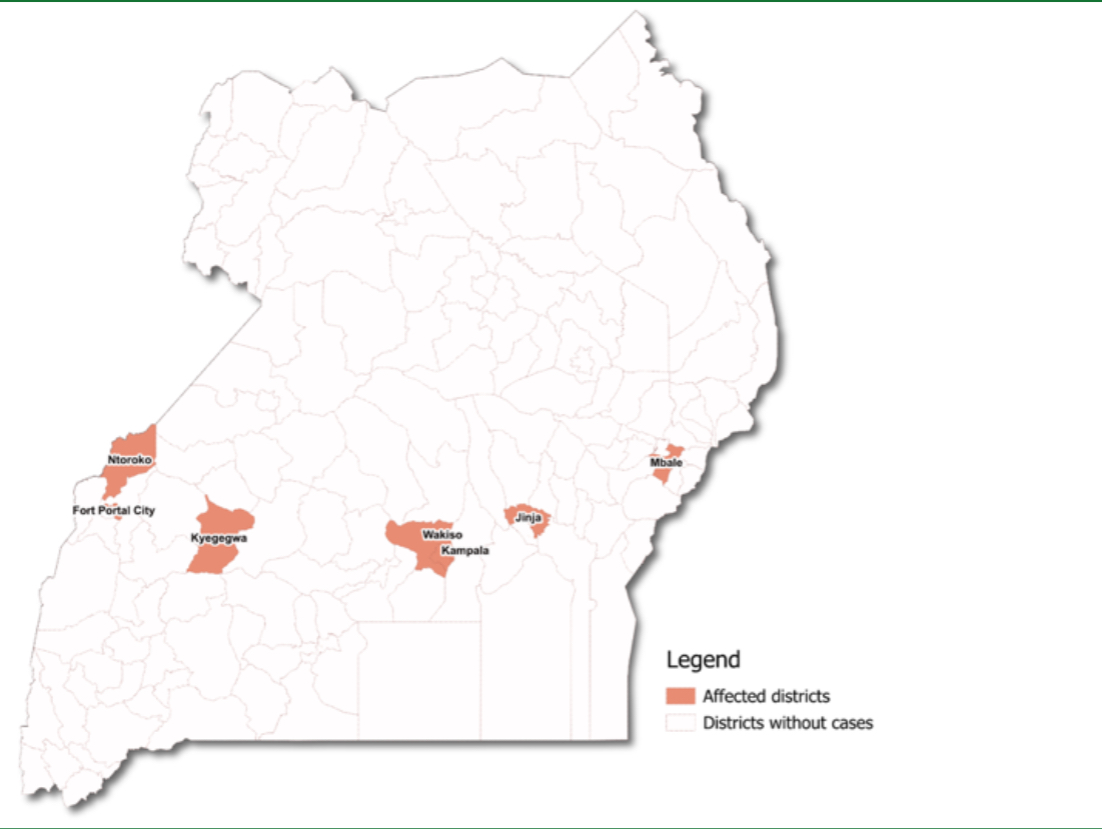 Ntoroko
Fort Portal City
Kyegegwa
Wakiso
Kampala
Jinja
Mbale
Legend
Affected districts
Districts without cases